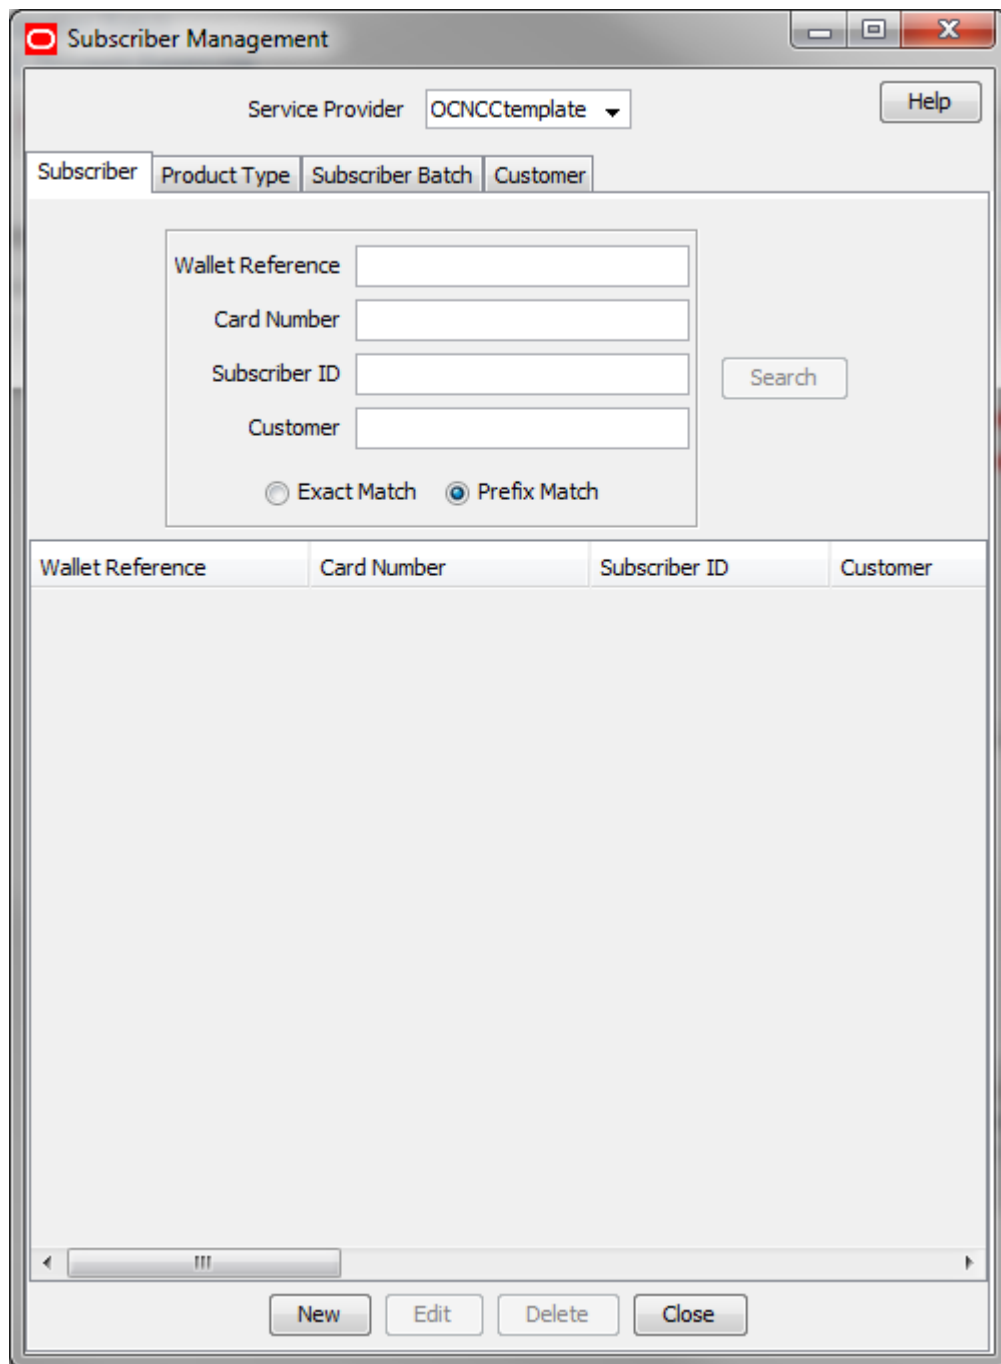 Subscriber Management
Service Provider OCNCCtemplate Help
Subscriber Product Type Subscriber Batch Customer
Wallet Reference
Card Number
Subscriber ID
Search
Customer
Exact Match Prefix Match
Wallet Reference Card Number Subscriber ID Customer
New Edit Delete Close